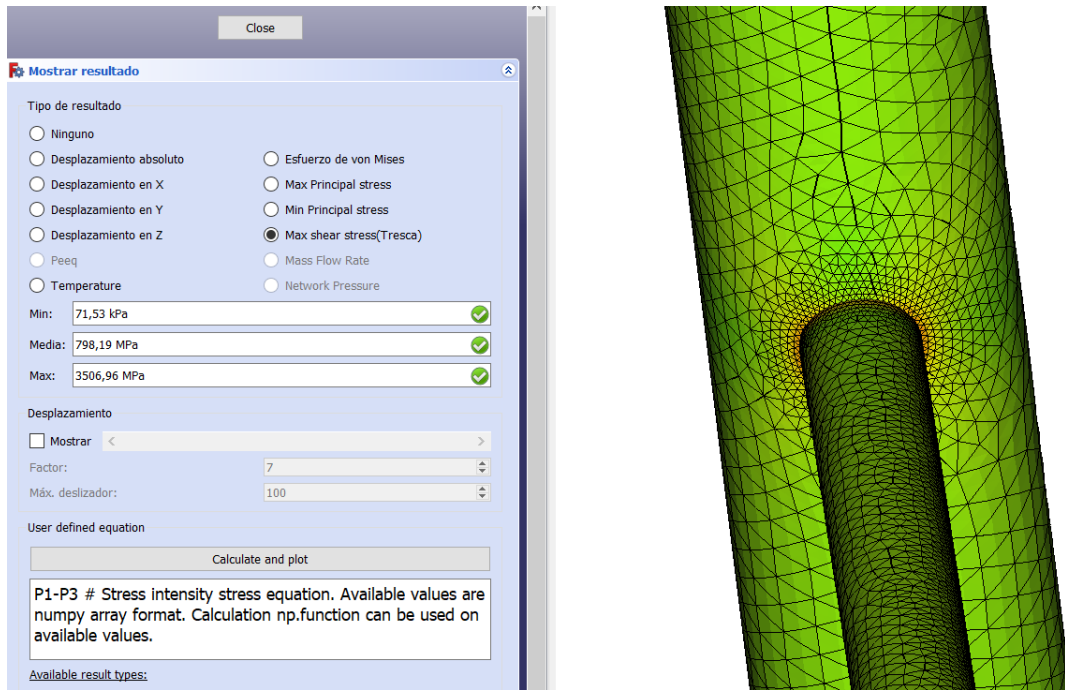 Close
Mostrar resultado
Tipo de resultado
Ninguno
Desplazamiento absoluto
Esfuerzo de von Mises
Desplazamiento en X
Max Principal stress
Desplazamiento en Y
Min Principal stress
Desplazamiento en Z
Max shear stress(Tresca)
Peeq
Mass Flow Rate
Temperature
Network Pressure
Min: 71,53 kPa
Media: 798,19 MPa
Max: 3506,96 MPa
Desplazamiento
Mostrar
Factor: 7
Máx. deslizador: 100
User defined equation
Calculate and plot
P1-P3 # Stress intensity stress equation. Available values are
numpy array format. Calculation np.function can be used on
available values.
Available result types: